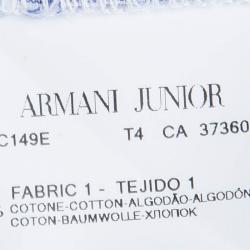 ARMANI JUNIOR
C149E T4 CA 37360
FABRIC 1 - TEJIDO 1
% COTONE-COTTON-ALGODÃO-ALGODÓN
COTON-BAUMWOLLE-ХЛОПОК